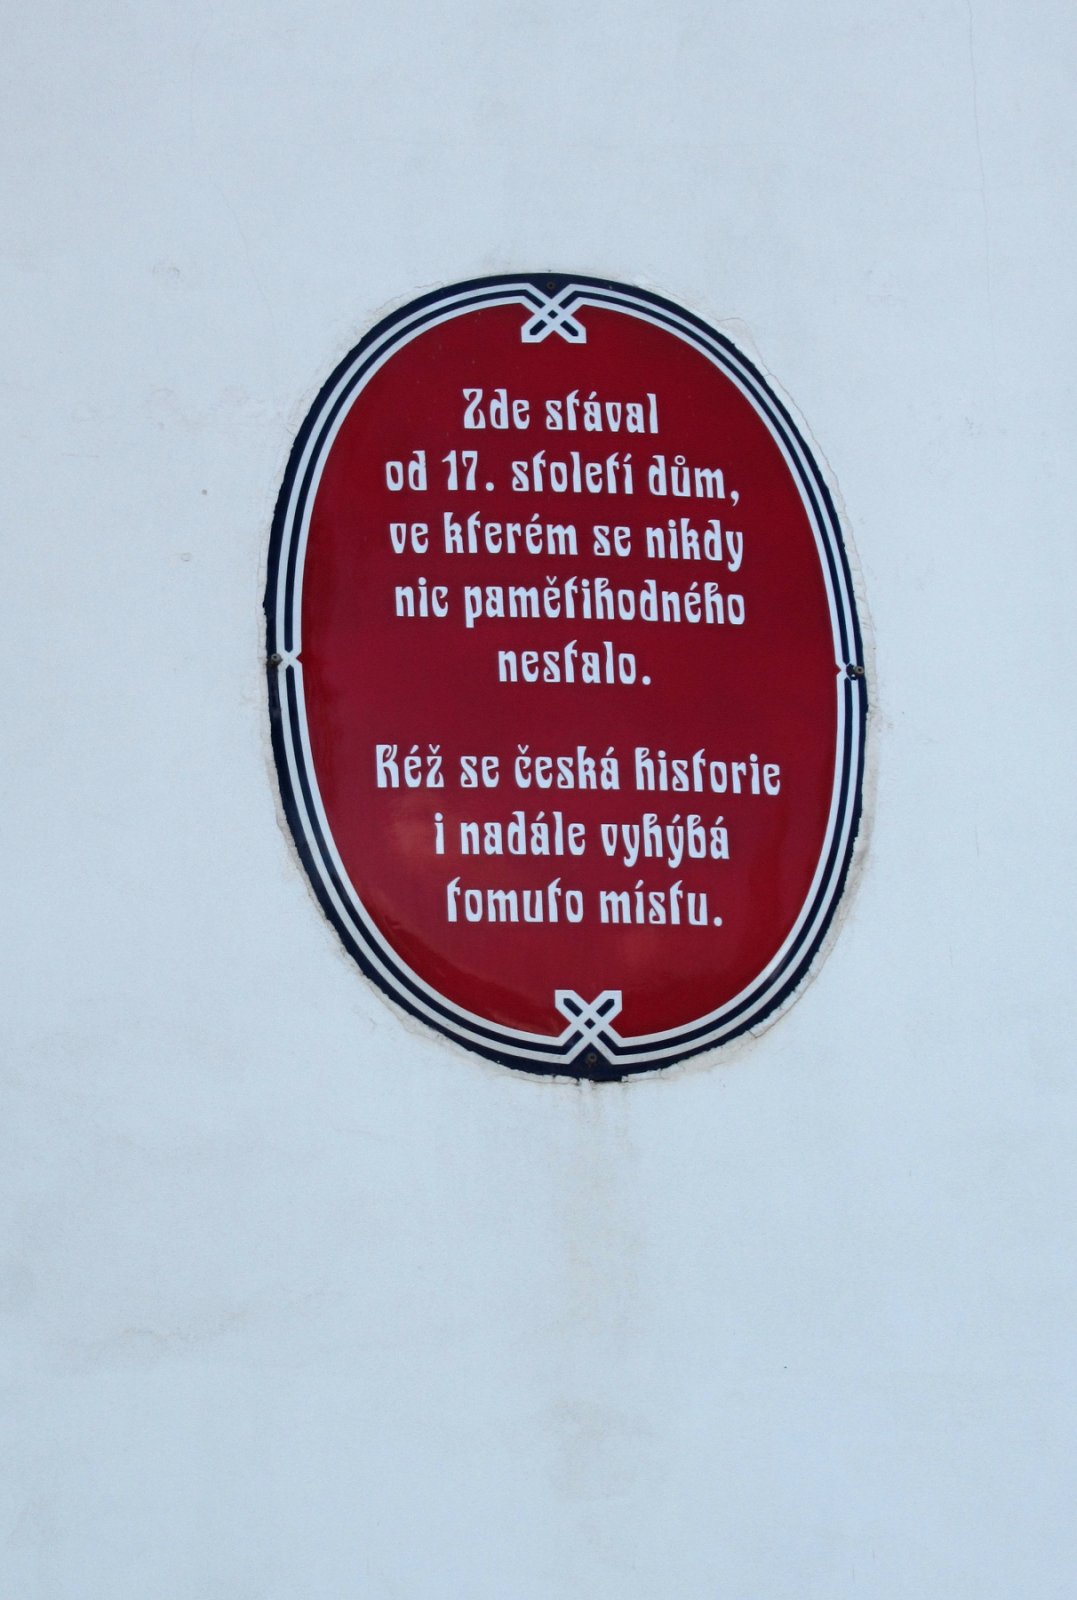 Zde stával
od 17. století dům,
ve kterém se nikdy
nic pamětihodného
nestalo.
Kéž se česká historie
i nadále vyhýbá
tomuto místu.